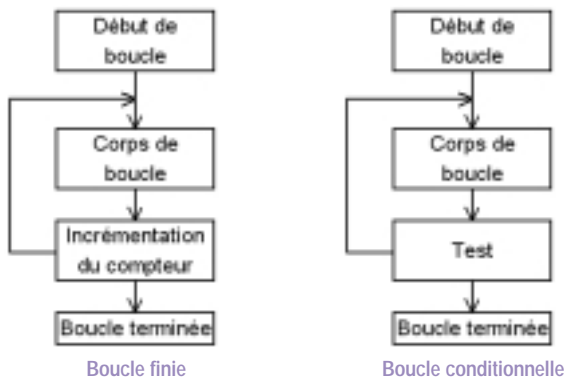 Début de
boucle
Corps de
boucle
Incrémentation
du compteur
Boucle terminée
Boucle finie
Début de
boucle
Corps de
boucle
Test
Boucle terminée
Boucle conditionnelle